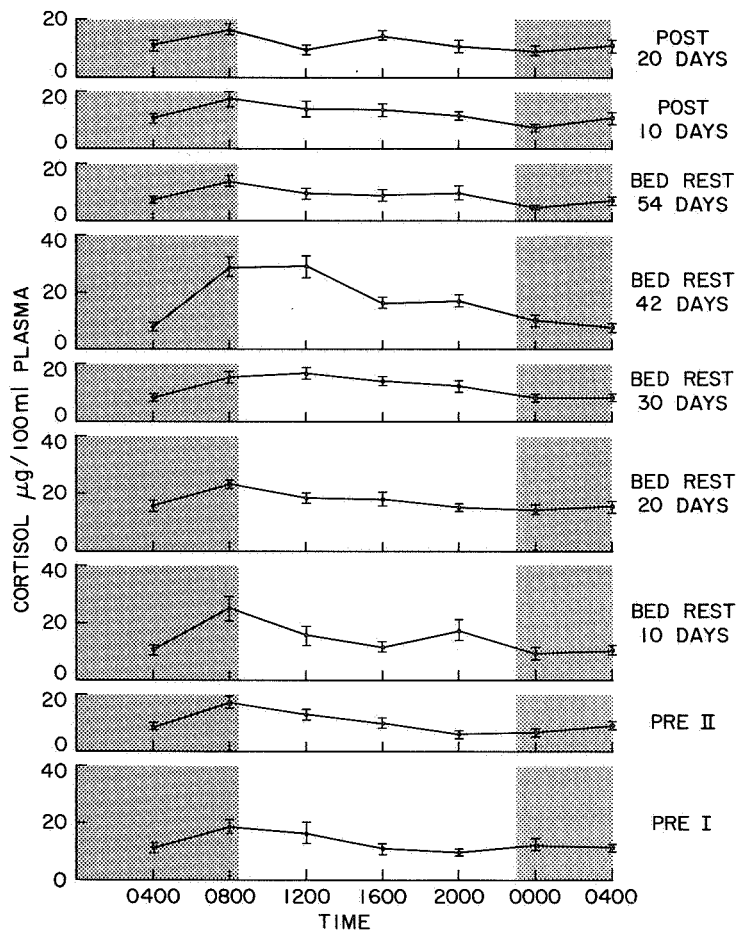 20
0
POST
20 DAYS
20
0
POST
10 DAYS
20
0
BED REST
54 DAYS
40
20
0
BED REST
42 DAYS
20
0
BED REST
30 DAYS
40
20
0
BED REST
20 DAYS
40
20
0
BED REST
10 DAYS
20
0
PRE II
40
20
0
PRE I
CORTISOL µg/100ml PLASMA
0400 0800 1200 1600 2000 0000 0400
TIME